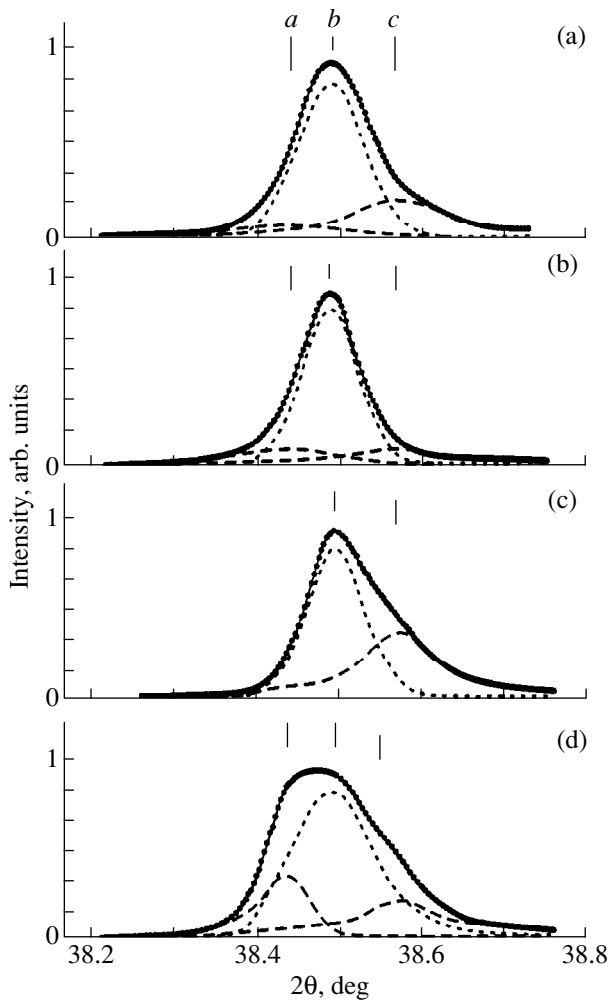 a b c
(a)
1
0
(b)
1
0
(c)
1
0
(d)
1
0
Intensity, arb. units
38.2 38.4 38.6 38.8
2θ, deg